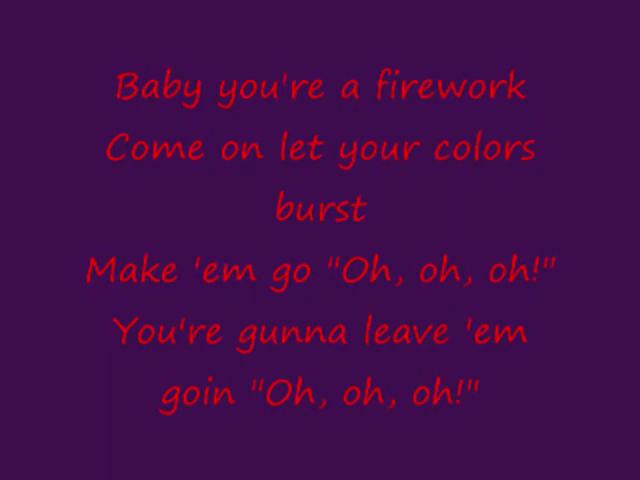 Baby you're a firework
Come on let your colors
burst
Make 'em go "Oh, oh, oh!"
You're gunna leave 'em
goin "Oh, oh, oh!"